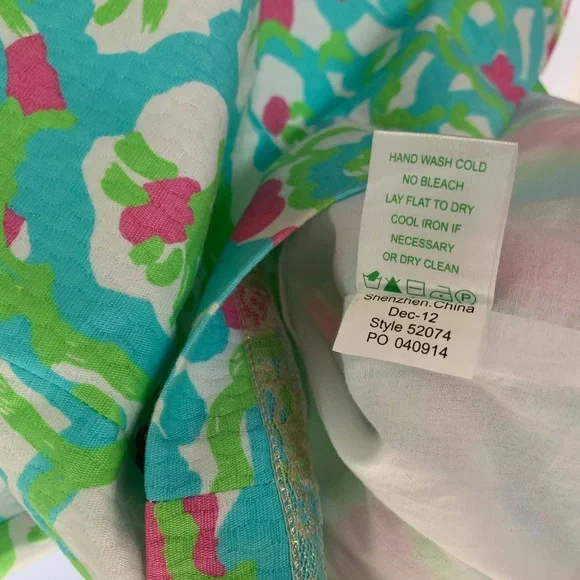 HAND WASH COLD
NO BLEACH
LAY FLAT TO DRY
COOL IRON IF
NECESSARY
OR DRY CLEAN
P
Shenzhen.China
Dec-12
Style 52074
PO 040914